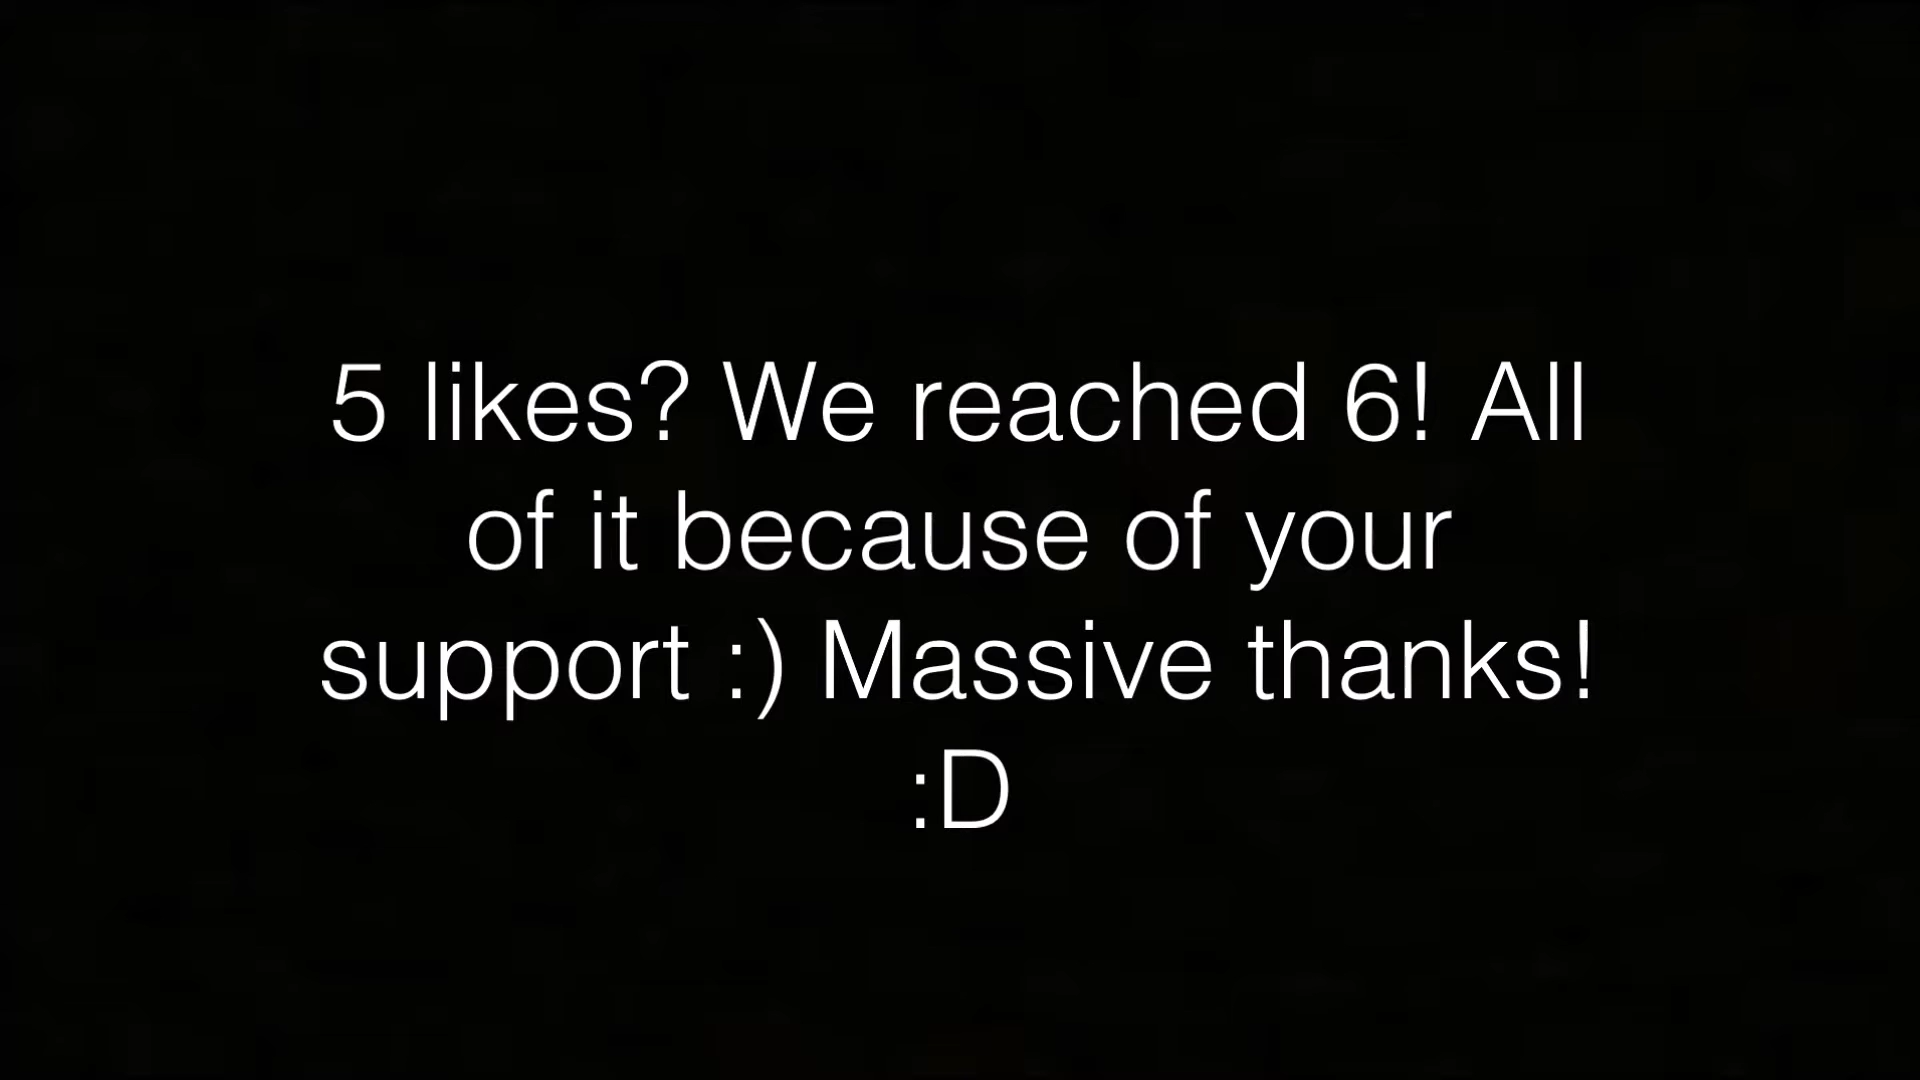 5 likes? We reached 6! All
of it because of your
support :) Massive thanks!
:D